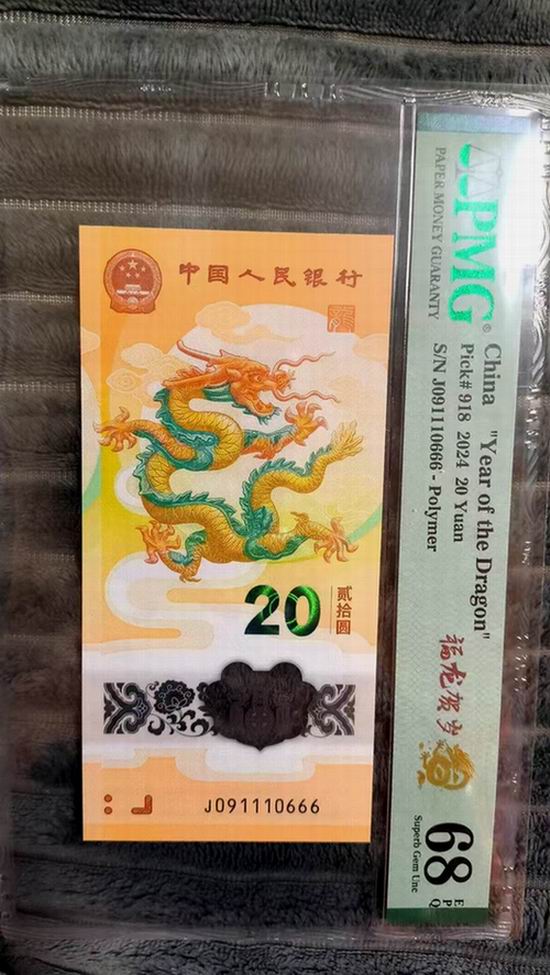 中国人民银行
20
贰拾圆
J091110666
PMG
®
PAPER MONEY GUARANTY
China "Year of the Dragon"
Pick# 918 2024 20 Yuan
S/N J091110666 - Polymer
福龙贺岁
68
EPQ
Superb Gem Unc